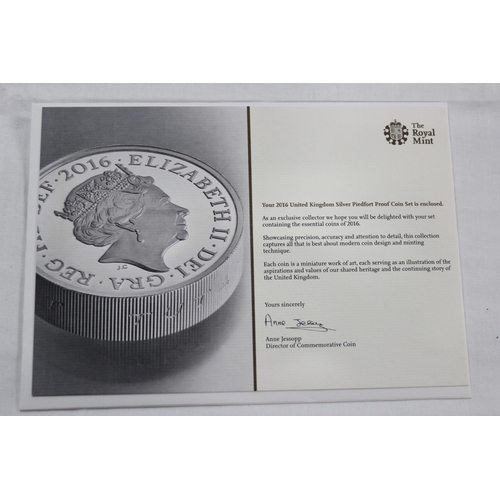 REG · F · D · 2016 · ELIZABETH II · DEI · GRA ·
J.C
The
Royal
Mint
Your 2016 United Kingdom Silver Piedfort Proof Coin Set is enclosed.
As an exclusive collector we hope you will be delighted with your set
containing the essential coins of 2016.
Showcasing precision, accuracy and attention to detail, this collection
captures all that is best about modern coin design and minting
technique.
Each coin is a miniature work of art, each serving as an illustration of the
aspirations and values of our shared heritage and the continuing story of
the United Kingdom.
Yours sincerely
Anne Jessopp
Anne Jessopp
Director of Commemorative Coin